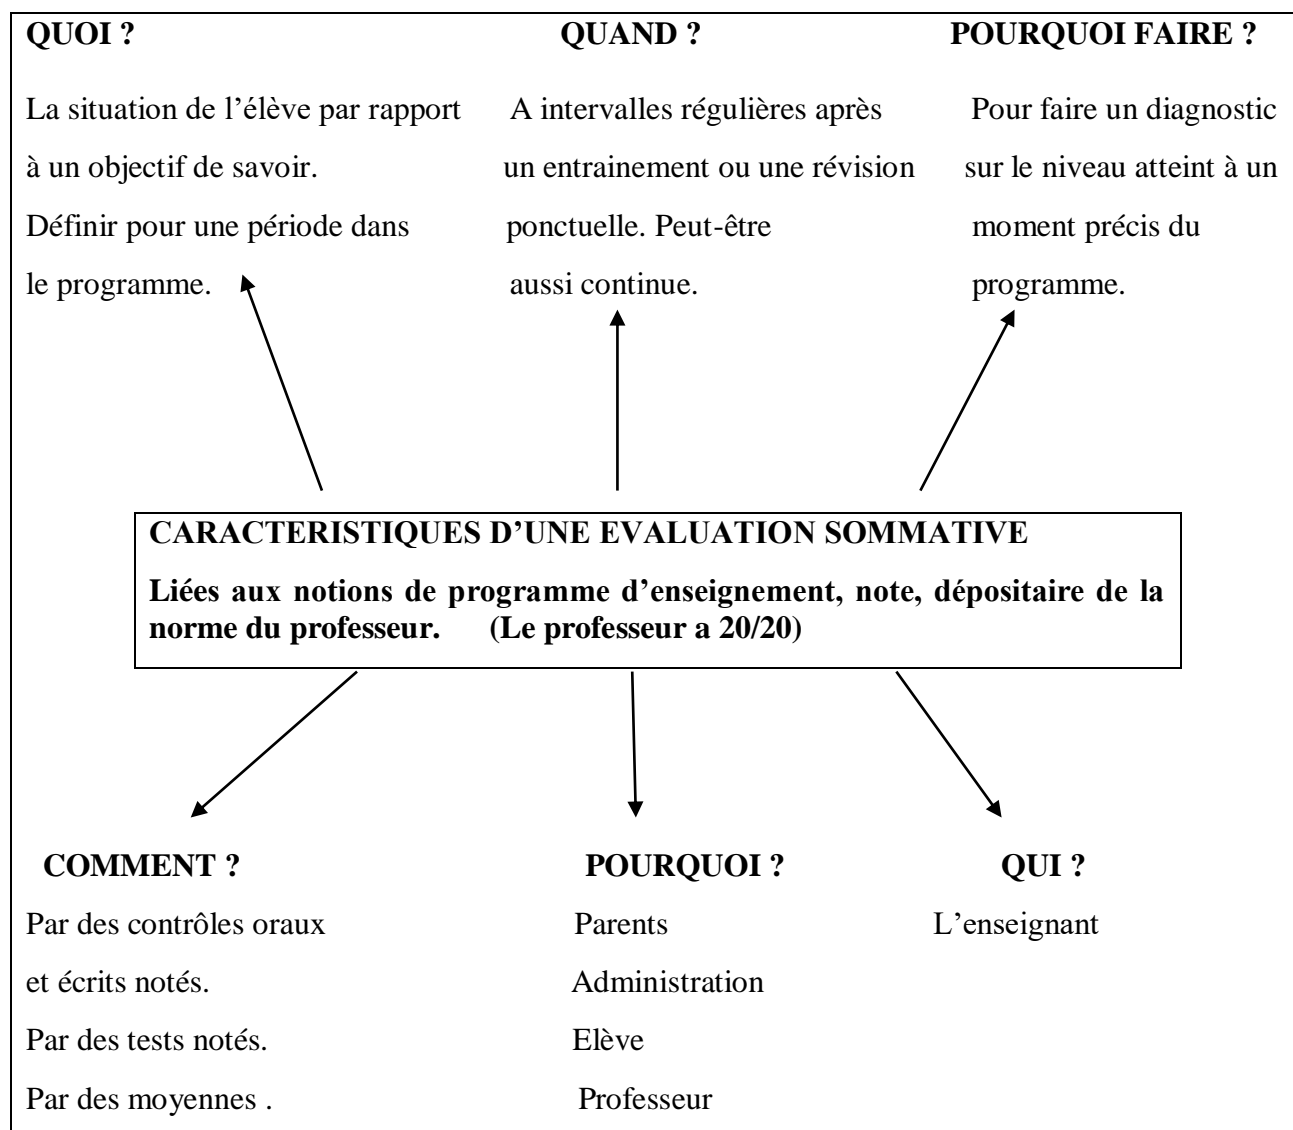 QUOI ?
La situation de l’élève par rapport
à un objectif de savoir.
Définir pour une période dans
le programme.
QUAND ?
A intervalles régulières après
un entrainement ou une révision
ponctuelle. Peut-être
aussi continue.
POURQUOI FAIRE ?
Pour faire un diagnostic
sur le niveau atteint à un
moment précis du
programme.
CARACTERISTIQUES D’UNE EVALUATION SOMMATIVE
Liées aux notions de programme d’enseignement, note, dépositaire de la
norme du professeur. (Le professeur a 20/20)
COMMENT ?
Par des contrôles oraux
et écrits notés.
Par des tests notés.
Par des moyennes .
POURQUOI ?
Parents
Administration
Elève
Professeur
QUI ?
L’enseignant